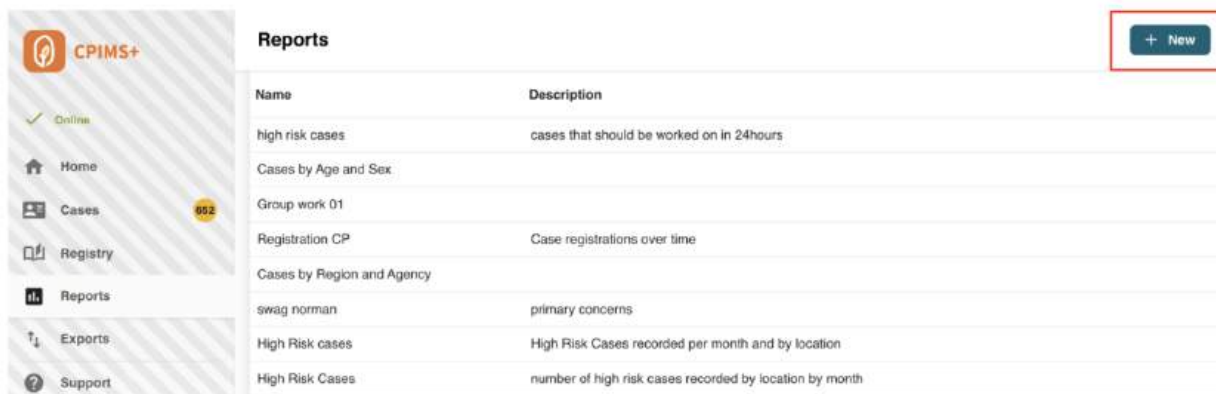 CPIMS+
Online
Home
Cases 652
Registry
Reports
Exports
Support
Reports
+ New
Name Description
high risk cases cases that should be worked on in 24hours
Cases by Age and Sex
Group work 01
Registration CP Case registrations over time
Cases by Region and Agency
swag norman primary concerns
High Risk cases High Risk Cases recorded per month and by location
High Risk Cases number of high risk cases recorded by location by month